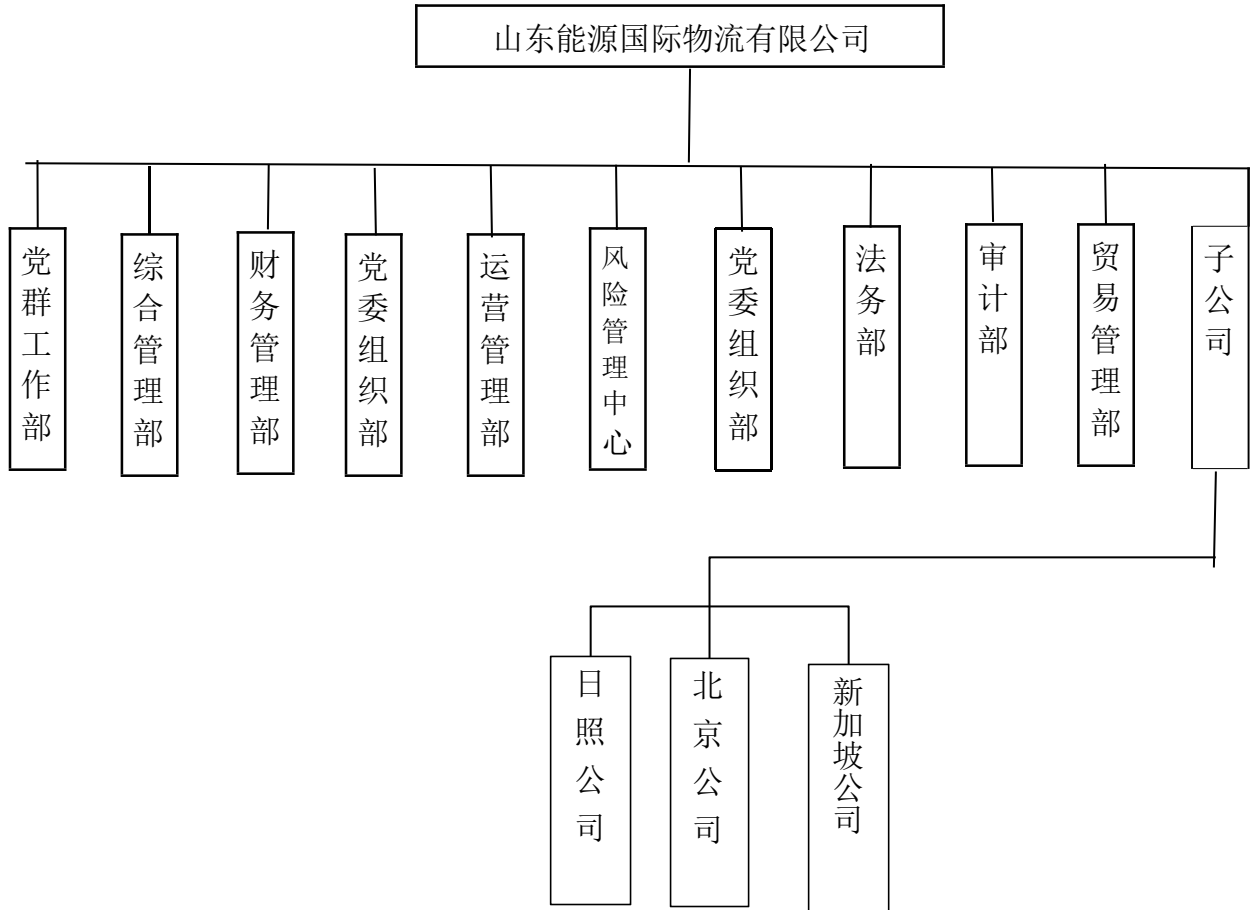 山东能源国际物流有限公司
党群工作部
综合管理部
财务管理部
党委组织部
运营管理部
风险管理中心
党委组织部
法务部
审计部
贸易管理部
子公司
日照公司
北京公司
新加坡公司